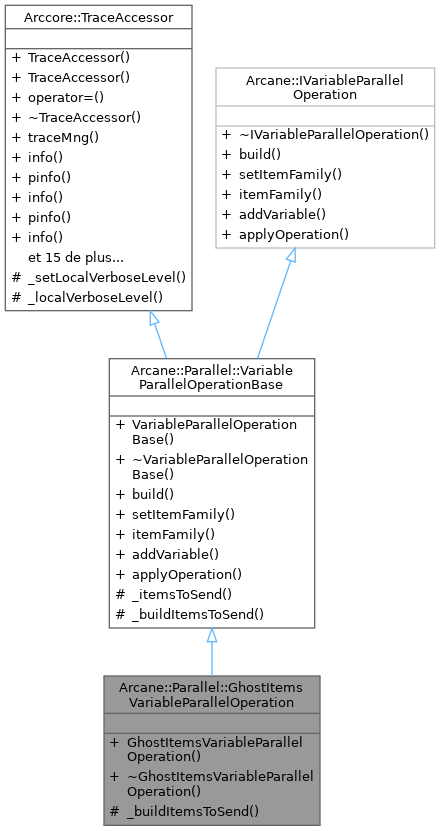 Arccore::TraceAccessor
+ TraceAccessor()
+ TraceAccessor()
+ operator=()
+ ~TraceAccessor()
+ traceMng()
+ info()
+ pinfo()
+ info()
+ pinfo()
+ info()
et 15 de plus...
# _setLocalVerboseLevel()
# _localVerboseLevel()
Arcane::IVariableParallel
Operation
+ ~IVariableParallelOperation()
+ build()
+ setItemFamily()
+ itemFamily()
+ addVariable()
+ applyOperation()
Arcane::Parallel::Variable
ParallelOperationBase
+ VariableParallelOperation
Base()
+ ~VariableParallelOperation
Base()
+ build()
+ setItemFamily()
+ itemFamily()
+ addVariable()
+ applyOperation()
# _itemsToSend()
# _buildItemsToSend()
Arcane::Parallel::GhostItems
VariableParallelOperation
+ GhostItemsVariableParallel
Operation()
+ ~GhostItemsVariableParallel
Operation()
# _buildItemsToSend()